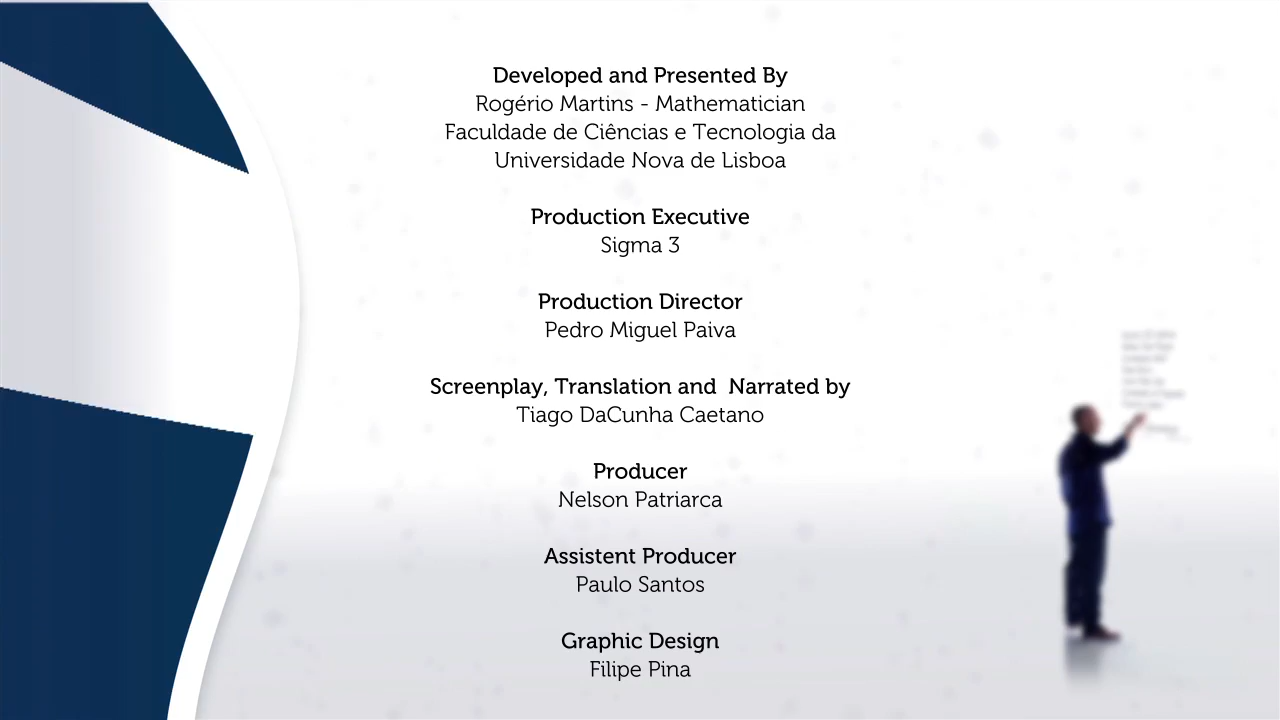 Developed and Presented By
Rogério Martins - Mathematician
Faculdade de Ciências e Tecnologia da
Universidade Nova de Lisboa
Production Executive
Sigma 3
Production Director
Pedro Miguel Paiva
Screenplay, Translation and  Narrated by
Tiago DaCunha Caetano
Producer
Nelson Patriarca
Assistent Producer
Paulo Santos
Graphic Design
Filipe Pina